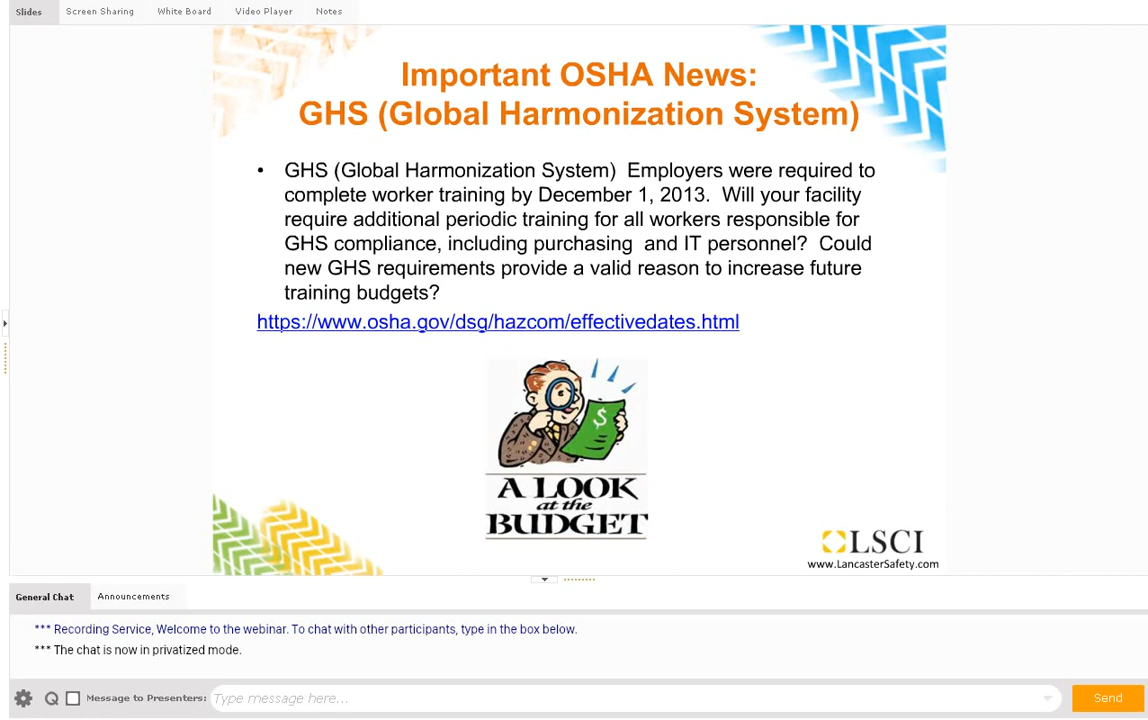 Slides Screen Sharing White Board Video Player Notes
Important OSHA News:
GHS (Global Harmonization System)
• GHS (Global Harmonization System) Employers were required to
complete worker training by December 1, 2013. Will your facility
require additional periodic training for all workers responsible for
GHS compliance, including purchasing and IT personnel? Could
new GHS requirements provide a valid reason to increase future
training budgets?
https://www.osha.gov/dsg/hazcom/effectivedates.html
$
A LOOK
at the
BUDGET
LSCI
www.LancasterSafety.com
General Chat Announcements
*** Recording Service, Welcome to the webinar. To chat with other participants, type in the box below.
*** The chat is now in privatized mode.
Q Message to Presenters: Type message here... Send